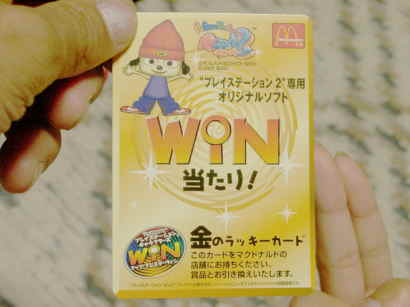 "プレイステーション 2"専用
オリジナルソフト
WIN
当たり!
WIN
金のラッキーカード
このカードをマクドナルドの
店舗にお持ちください。
賞品とお引き換えいたします。